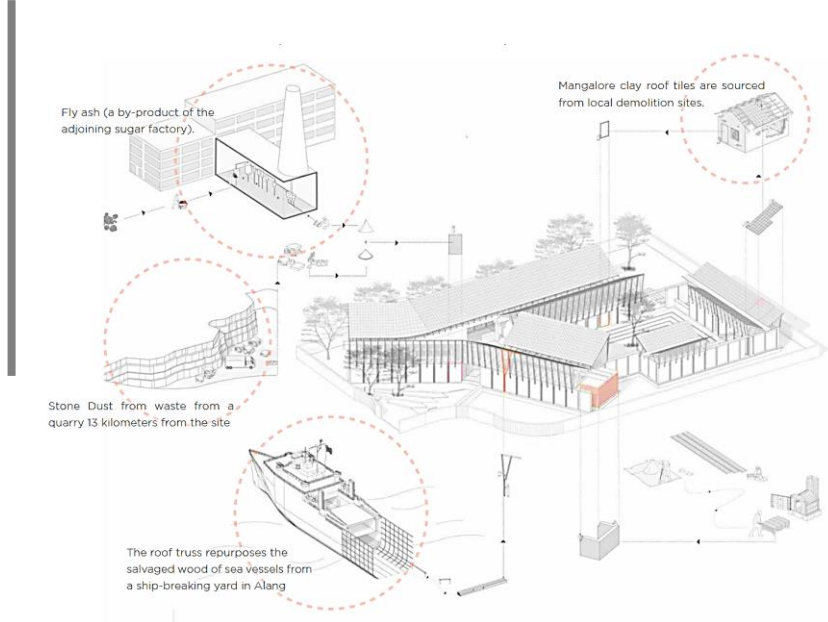 Fly ash (a by-product of the
adjoining sugar factory).
Mangalore clay roof tiles are sourced
from local demolition sites.
Stone Dust from waste from a
quarry 13 kilometers from the site
The roof truss repurposes the
salvaged wood of sea vessels from
a ship-breaking yard in Alang